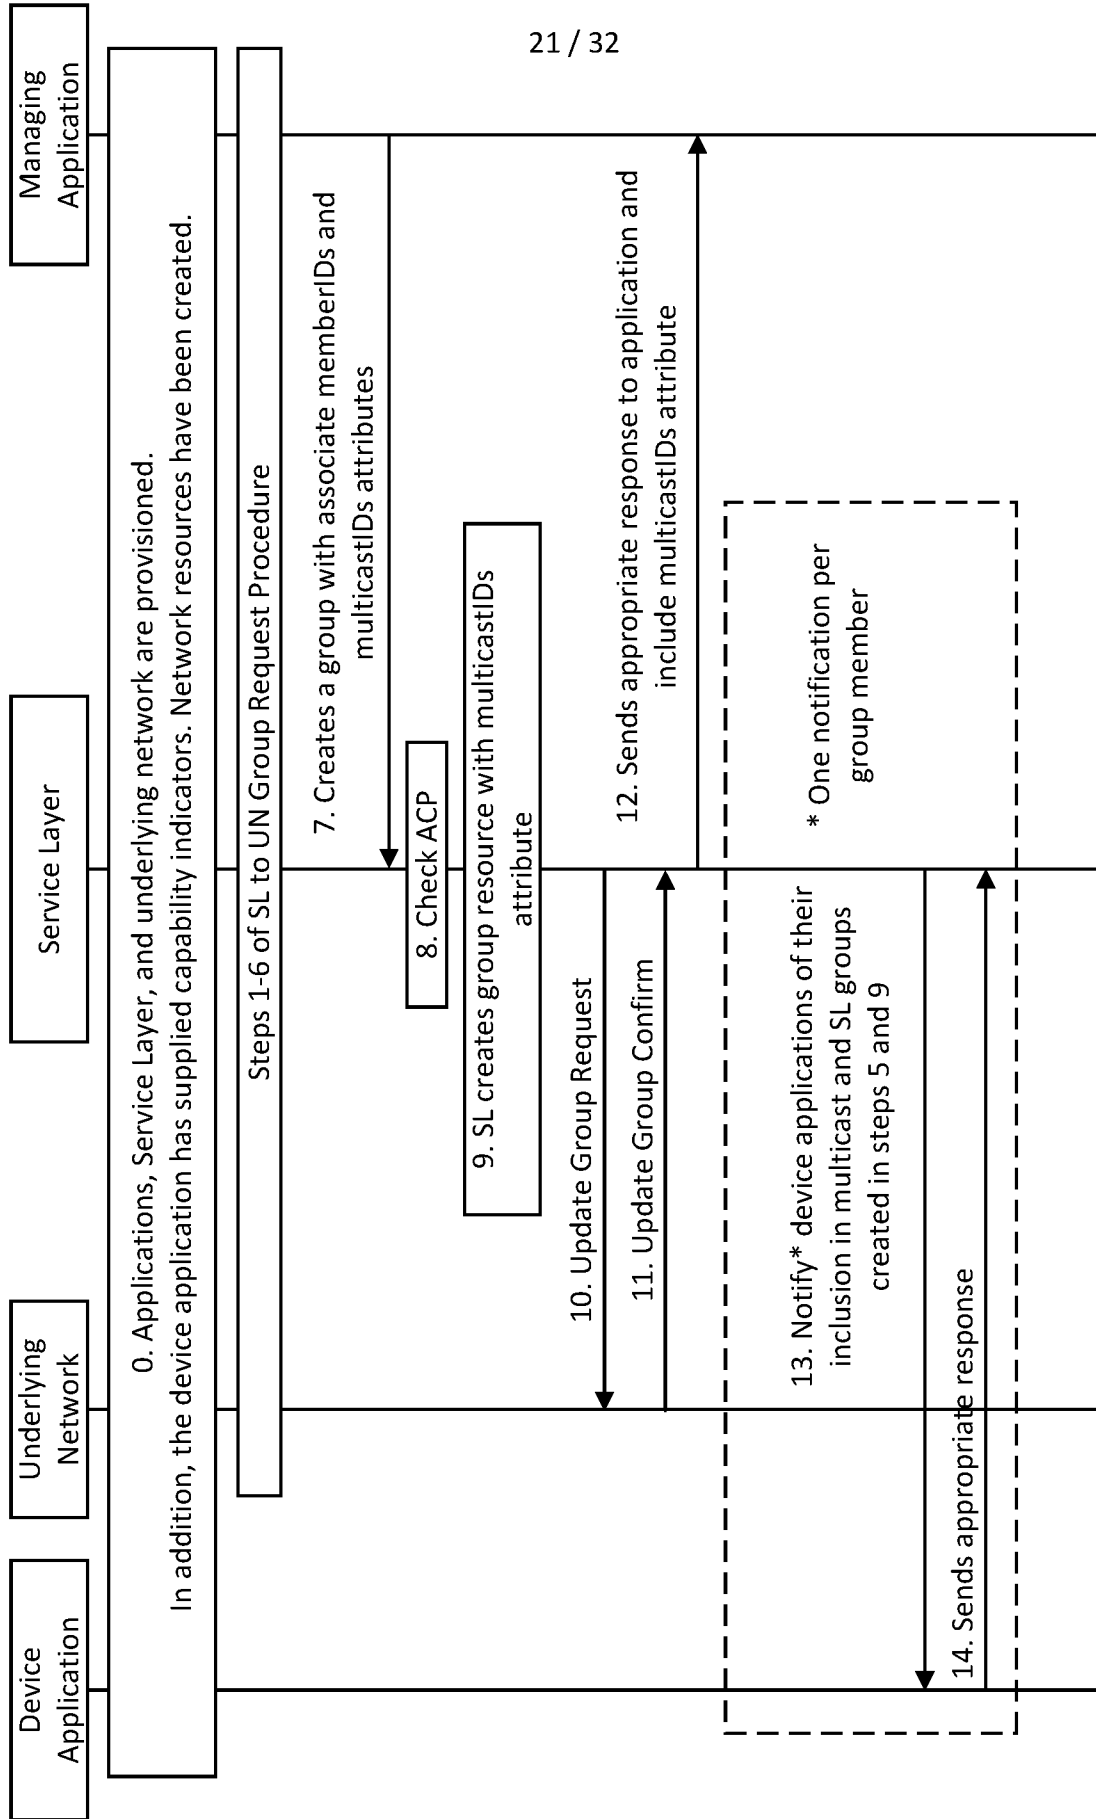 21 / 32
Device
Application
Underlying
Network
Service Layer
Managing
Application
0. Applications, Service Layer, and underlying network are provisioned.
In addition, the device application has supplied capability indicators. Network resources have been created.
Steps 1-6 of SL to UN Group Request Procedure
7. Creates a group with associate memberIDs and
multicastIDs attributes
8. Check ACP
9. SL creates group resource with multicastIDs
attribute
10. Update Group Request
11. Update Group Confirm
12. Sends appropriate response to application and
include multicastIDs attribute
13. Notify* device applications of their
inclusion in multicast and SL groups
created in steps 5 and 9
* One notification per
group member
14. Sends appropriate response